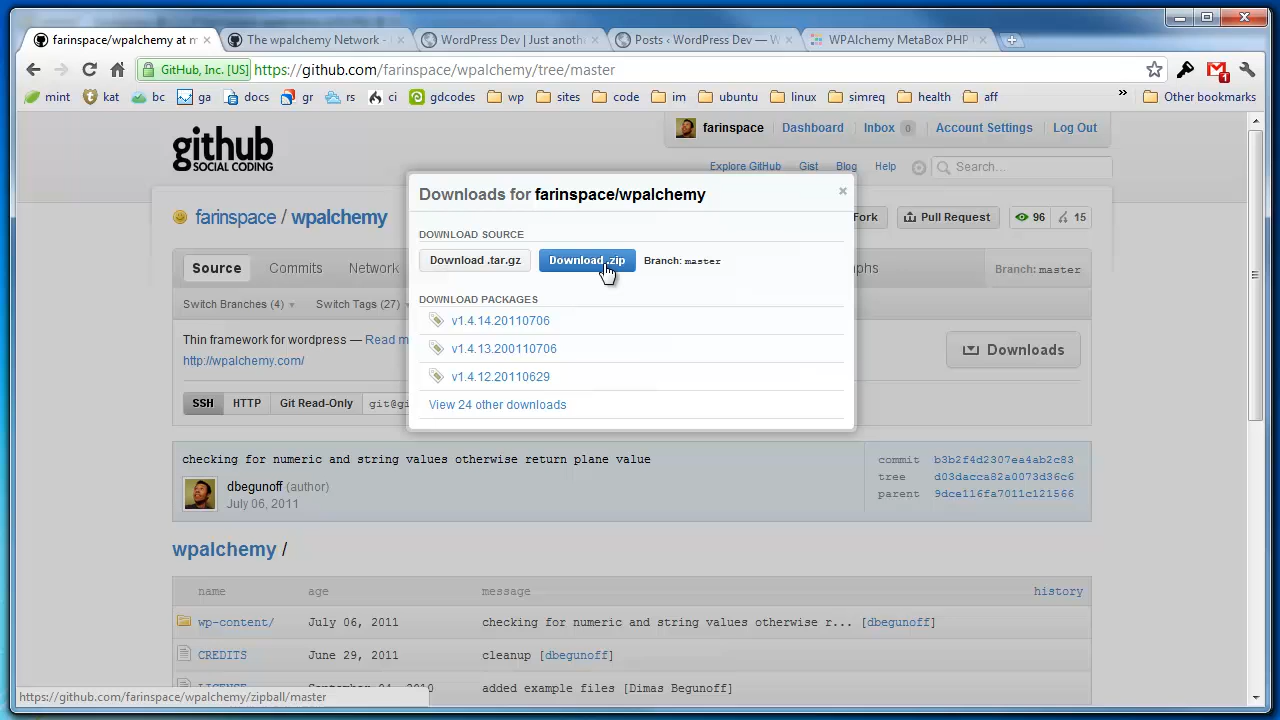 farinspace/wpalchemy at m
The wpalchemy Network -
WordPress Dev | Just anoth
Posts ‹ WordPress Dev — W
WPAlchemy MetaBox PHP
GitHub, Inc. [US] https://github.com/farinspace/wpalchemy/tree/master
mint kat bc ga docs gr rs ci gdcodes wp sites code im ubuntu linux simreq health aff » Other bookmarks
github
SOCIAL CODING
farinspace Dashboard Inbox 0 Account Settings Log Out
Explore GitHub Gist Blog Help Search...
farinspace / wpalchemy
Fork Pull Request 96 15
Source Commits Network
Branch: master
Switch Branches (4) Switch Tags (27)
Thin framework for wordpress — Read
http://wpalchemy.com/
Downloads
SSH HTTP Git Read-Only
Downloads for farinspace/wpalchemy ×
DOWNLOAD SOURCE
Download .tar.gz Download .zip Branch: master
DOWNLOAD PACKAGES
v1.4.14.20110706
v1.4.13.200110706
v1.4.12.20110629
View 24 other downloads
checking for numeric and string values otherwise return plane value
dbegunoff (author)
July 06, 2011
commit b3b2f4d2307ea4ab2c83
tree d03dacca82a0073d36c6
parent 9dce116fa7011c121566
wpalchemy /
name age message history
wp-content/ July 06, 2011 checking for numeric and string values otherwise r... [dbegunoff]
CREDITS June 29, 2011 cleanup [dbegunoff]
added example files [Dimas Begunoff]
https://github.com/farinspace/wpalchemy/zipball/master